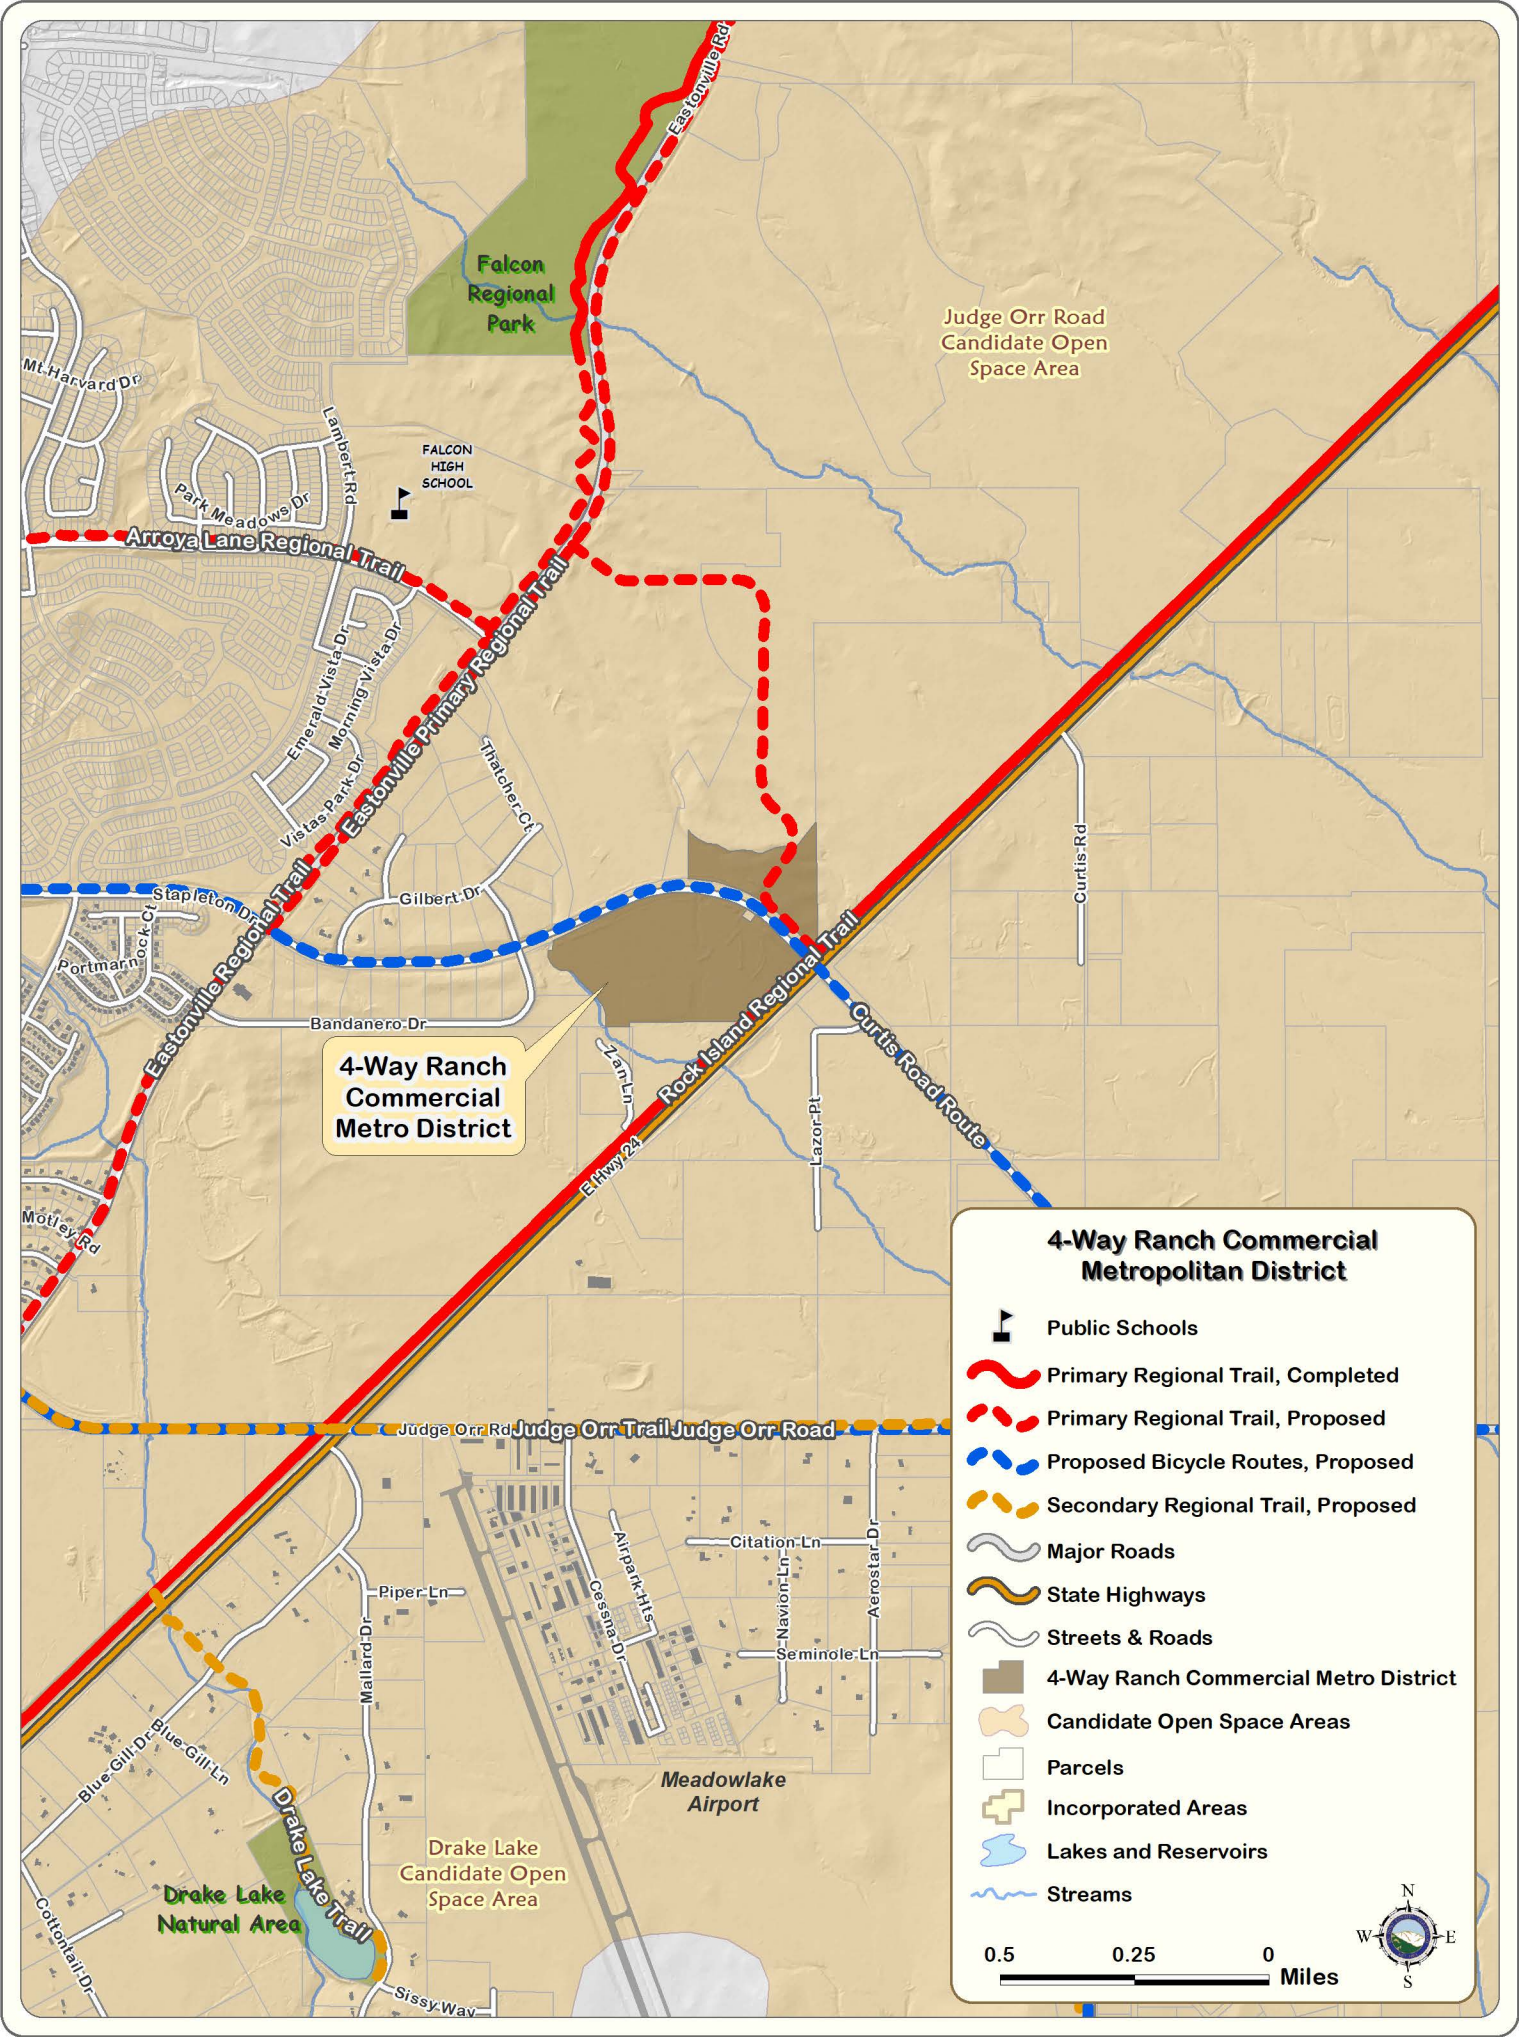 Eastonville Rd
Falcon
Regional
Park
Judge Orr Road
Candidate Open
Space Area
Mt Harvard Dr
Lambert Rd
FALCON
HIGH
SCHOOL
Park Meadows Dr
Arroya Lane Regional Trail
Eastonville Primary Regional Trail
Emerald Vista Dr
Morning Vista Dr
Vistas Park Dr
Thatcher Ct
Curtis Rd
Gilbert Dr
Stapleton Dr
Eastonville Regional Trail
Portmarn
ock Ct
Bandanero Dr
Rock Island Regional Trail
Curtis Road Route
4-Way Ranch
Commercial
Metro District
Zan Ln
Lazor Pt
E Hwy 24
Motley Rd
Judge Orr Rd
Judge Orr Trail
Judge Orr Road
Citation Ln
Airpark Hts
Navion Ln
Aerostar Dr
Piper Ln
Cessna Dr
Mallard Dr
Seminole Ln
Blue Gill Dr
Blue Gill Ln
Meadowlake
Airport
Drake Lake Trail
Drake Lake
Candidate Open
Space Area
Drake Lake
Natural Area
Cottontail Dr
Sissy Way
4-Way Ranch Commercial
Metropolitan District
Public Schools
Primary Regional Trail, Completed
Primary Regional Trail, Proposed
Proposed Bicycle Routes, Proposed
Secondary Regional Trail, Proposed
Major Roads
State Highways
Streets & Roads
4-Way Ranch Commercial Metro District
Candidate Open Space Areas
Parcels
Incorporated Areas
Lakes and Reservoirs
Streams
N
W E
S
0.5 0.25 0
Miles